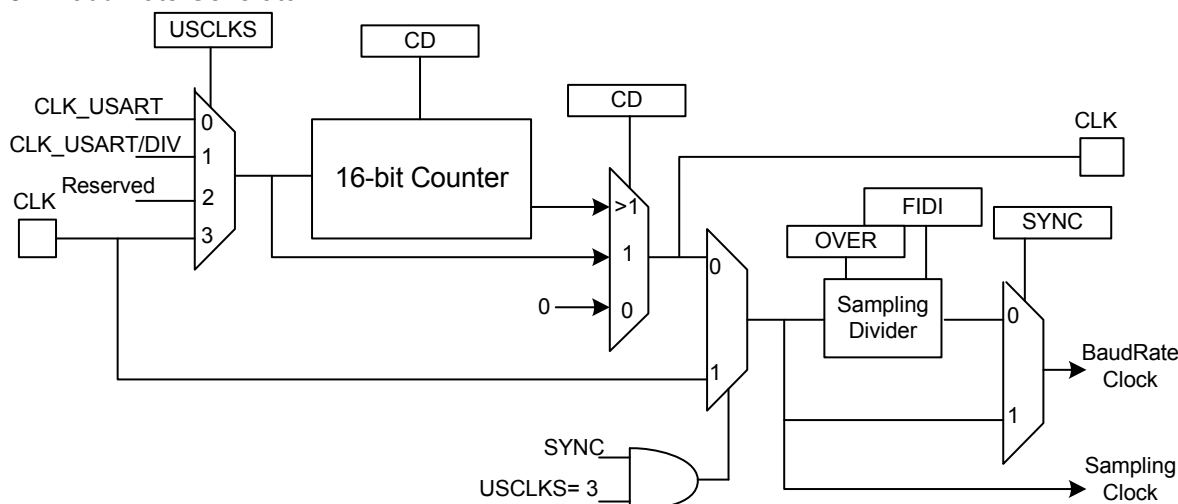 USCLKS
CD
CD
CLK_USART
CLK_USART/DIV
Reserved
CLK
0
1
2
3
16-bit Counter
>1
1
0
0
CLK
0
1
FIDI
OVER
SYNC
Sampling
Divider
0
1
BaudRate
Clock
SYNC
USCLKS= 3
Sampling
Clock